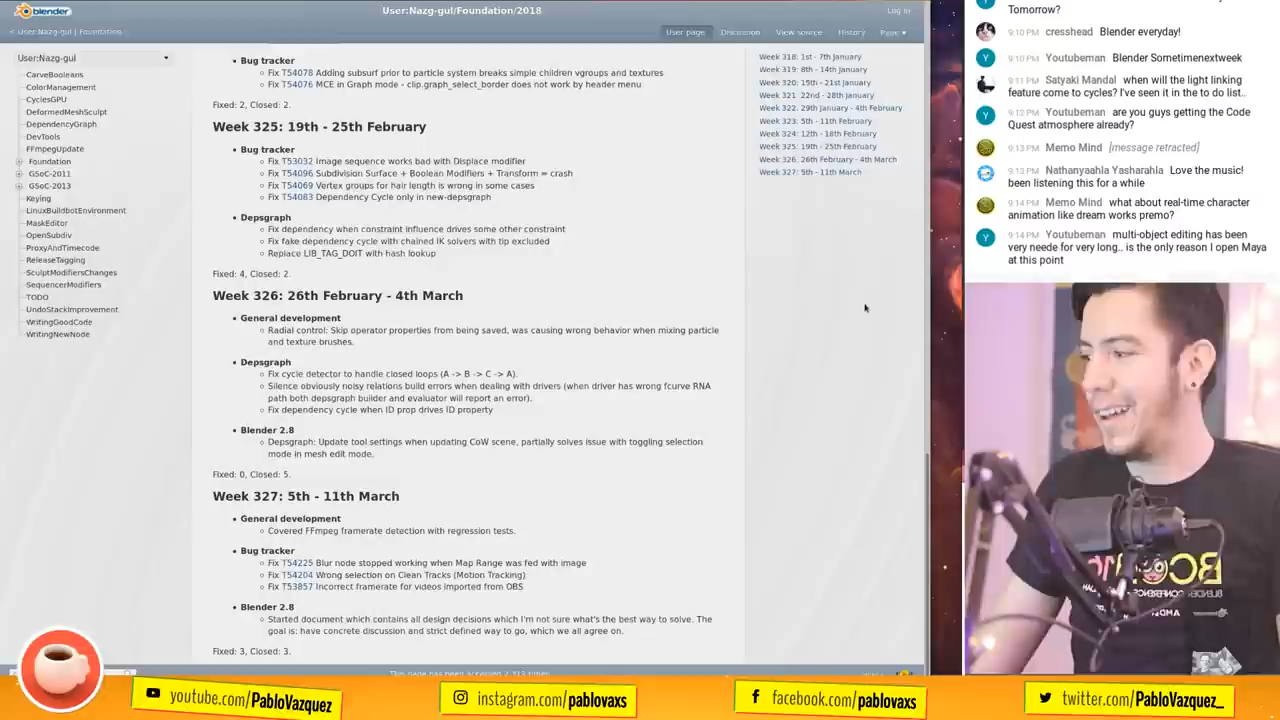 blender
User:Nazg-gul/Foundation/2018
Log in
< User:Nazg-gul | Foundation
User page
Discussion
View source
History
Page
User:Nazg-gul
CarveBooleans
ColorManagement
CyclesGPU
DeformedMeshSculpt
DependencyGraph
DevTools
FFmpegUpdate
Foundation
GSoC-2011
GSoC-2013
Keying
LinuxBuildbotEnvironment
MaskEditor
OpenSubdiv
ProxyAndTimecode
ReleaseTagging
SculptModifiersChanges
SequencerModifiers
TODO
UndoStackImprovement
WritingGoodCode
WritingNewNode
Bug tracker
Fix T54078 Adding subsurf prior to particle system breaks simple children vgroups and textures
Fix T54076 MCE in Graph mode - clip.graph_select_border does not work by header menu
Fixed: 2, Closed: 2.
Week 325: 19th - 25th February
Bug tracker
Fix T53032 Image sequence works bad with Displace modifier
Fix T54096 Subdivision Surface + Boolean Modifiers + Transform = crash
Fix T54069 Vertex groups for hair length is wrong in some cases
Fix T54083 Dependency Cycle only in new-depsgraph
Depsgraph
Fix dependency when constraint influence drives some other constraint
Fix fake dependency cycle with chained IK solvers with tip excluded
Replace LIB_TAG_DOIT with hash lookup
Fixed: 4, Closed: 2.
Week 326: 26th February - 4th March
General development
Radial control: Skip operator properties from being saved, was causing wrong behavior when mixing particle
and texture brushes.
Depsgraph
Fix cycle detector to handle closed loops (A -> B -> C -> A).
Silence obviously noisy relations build errors when dealing with drivers (when driver has wrong fcurve RNA
path both depsgraph builder and evaluator will report an error).
Fix dependency cycle when ID prop drives ID property
Blender 2.8
Depsgraph: Update tool settings when updating CoW scene, partially solves issue with toggling selection
mode in mesh edit mode.
Fixed: 0, Closed: 5.
Week 327: 5th - 11th March
General development
Covered FFmpeg framerate detection with regression tests.
Bug tracker
Fix T54225 Blur node stopped working when Map Range was fed with image
Fix T54204 Wrong selection on Clean Tracks (Motion Tracking)
Fix T53857 Incorrect framerate for videos imported from OBS
Blender 2.8
Started document which contains all design decisions which I'm not sure what's the best way to solve. The
goal is: have concrete discussion and strict defined way to go, which we all agree on.
Fixed: 3, Closed: 3.
Week 318: 1st - 7th January
Week 319: 8th - 14th January
Week 320: 15th - 21st January
Week 321: 22nd - 28th January
Week 322: 29th January - 4th February
Week 323: 5th - 11th February
Week 324: 12th - 18th February
Week 325: 19th - 25th February
Week 326: 26th February - 4th March
Week 327: 5th - 11th March
Tomorrow?
9:10 PM cresshead Blender everyday!
9:10 PM Youtubeman Blender Sometimenextweek
9:11 PM Satyaki Mandal when will the light linking
feature come to cycles? I've seen it in the to do list..
9:12 PM Youtubeman are you guys getting the Code
Quest atmosphere already?
9:13 PM Memo Mind [message retracted]
9:13 PM Nathanyaahla Yasharahla Love the music!
been listening this for a while
9:14 PM Memo Mind what about real-time character
animation like dream works premo?
9:14 PM Youtubeman multi-object editing has been
very neede for very long.. is the only reason I open Maya
at this point
youtube.com/PabloVazquez
instagram.com/pablovaxs
facebook.com/pablovaxs
twitter.com/PabloVazquez_